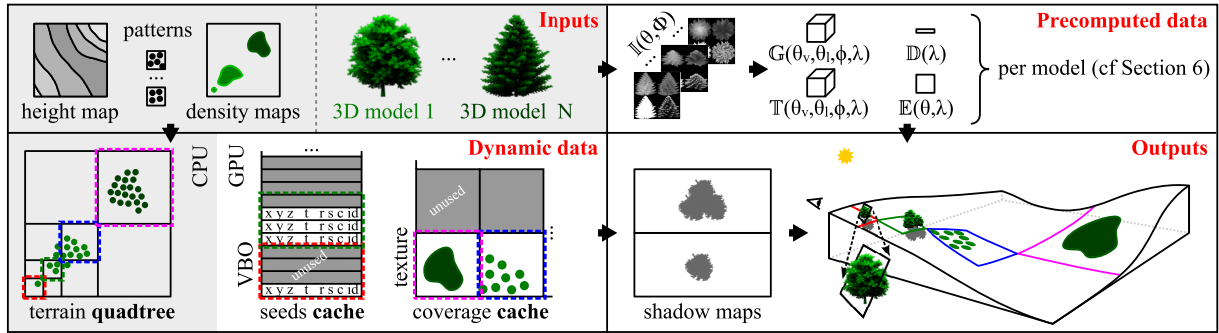 Inputs
patterns
...
height map
density maps
...
3D model 1
3D model N
Precomputed data
𝕀(θ,Φ)
...
...
𝔾(θv,θl,ϕ,λ)
𝔻(λ)
𝕋(θv,θl,ϕ,λ)
𝔼(θ,λ)
per model (cf Section 6)
CPU
terrain quadtree
Dynamic data
GPU
VBO
...
x y z t r s c id
x y z t r s c id
x y z t r s c id
unused
x y z t r s c id
seeds cache
texture
unused
...
coverage cache
shadow maps
Outputs